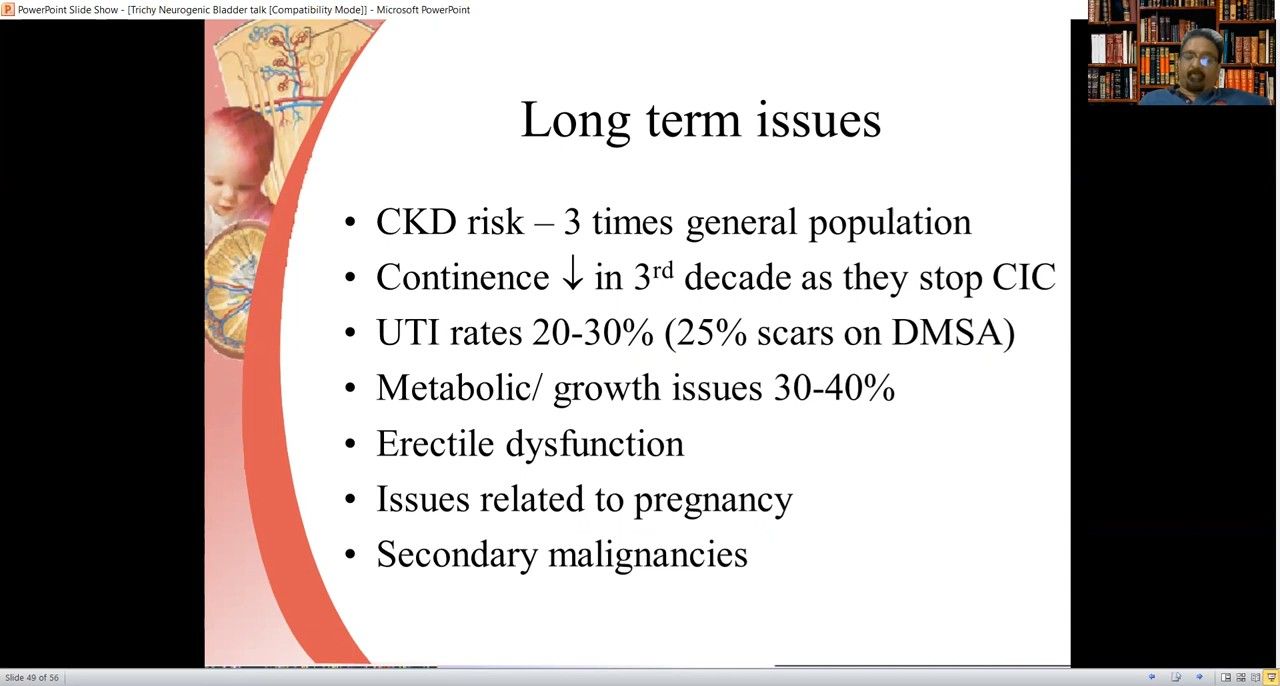 PowerPoint Slide Show - [Trichy Neurogenic Bladder talk [Compatibility Mode]] - Microsoft PowerPoint
Long term issues
• CKD risk – 3 times general population
• Continence ↓ in 3rd decade as they stop CIC
• UTI rates 20-30% (25% scars on DMSA)
• Metabolic/ growth issues 30-40%
• Erectile dysfunction
• Issues related to pregnancy
• Secondary malignancies
Slide 49 of 56